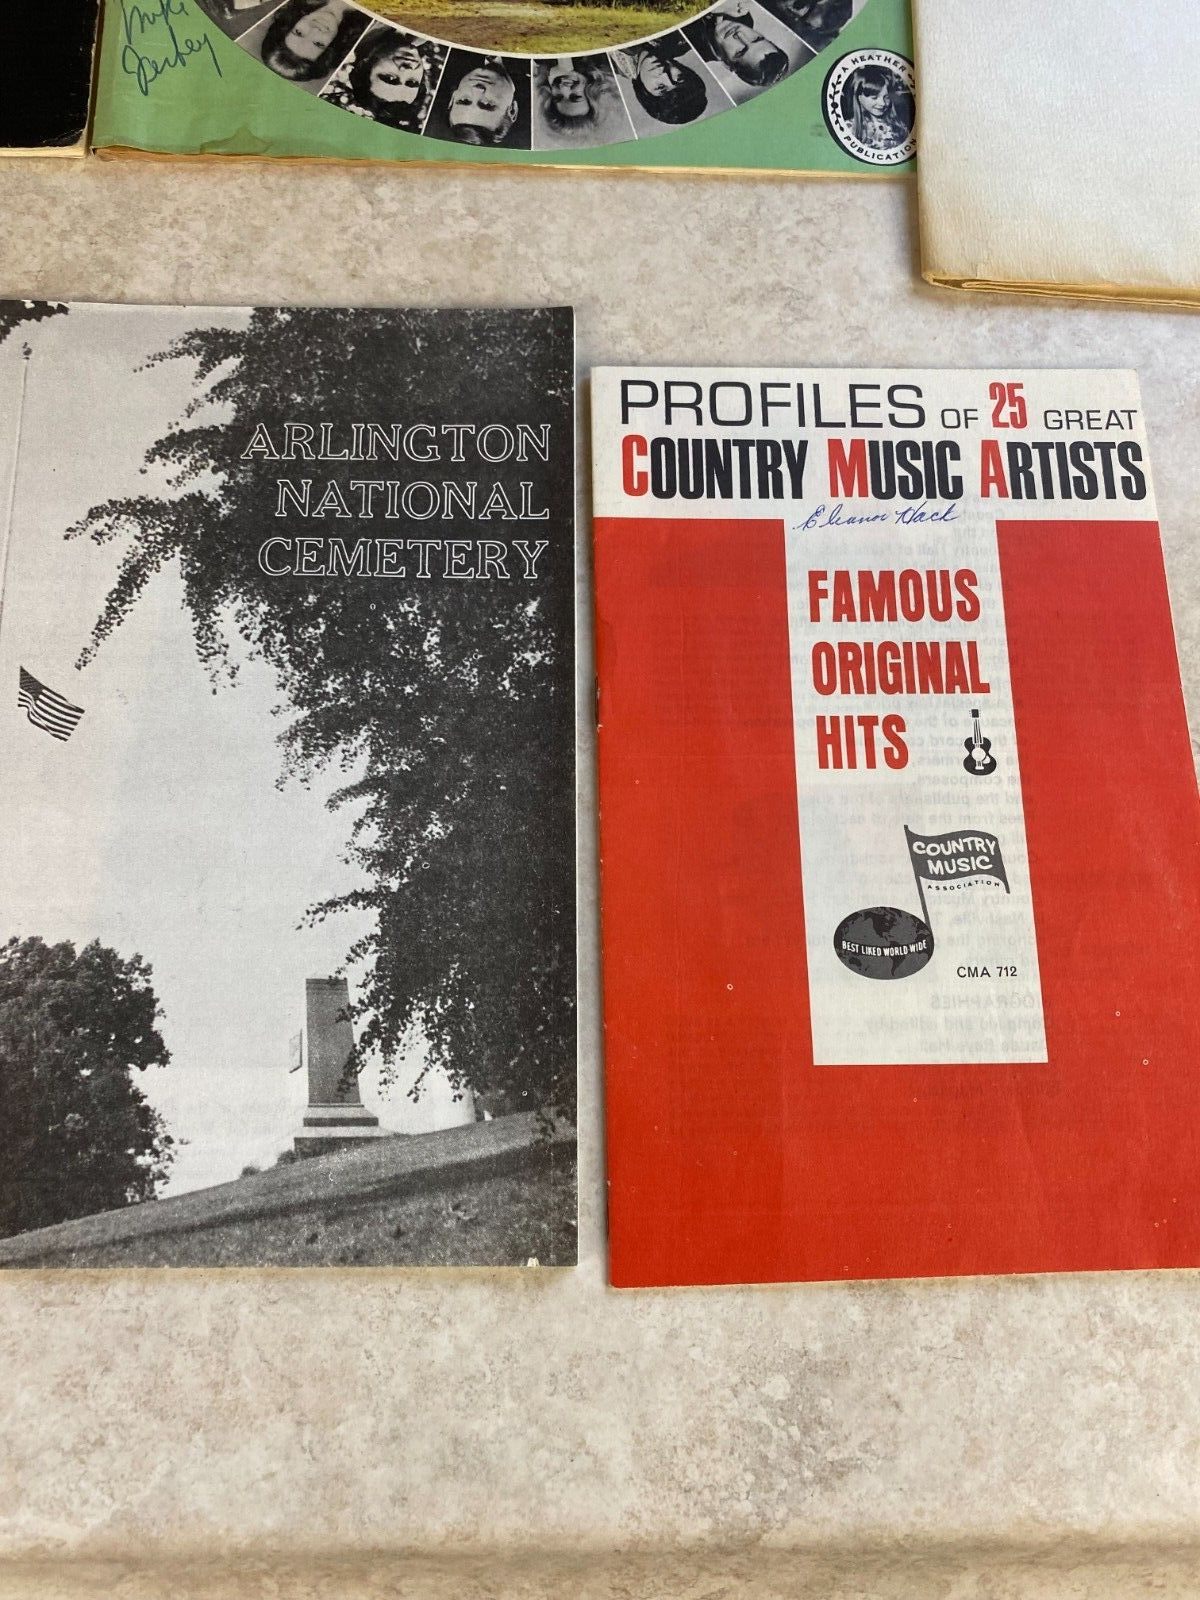 A HEATHER
PUBLICATION
ARLINGTON
NATIONAL
CEMETERY
PROFILES OF 25 GREAT
COUNTRY MUSIC ARTISTS
Eleanor Hack
FAMOUS
ORIGINAL
HITS
COUNTRY
MUSIC
ASSOCIATION
BEST LIKED WORLD WIDE
CMA 712